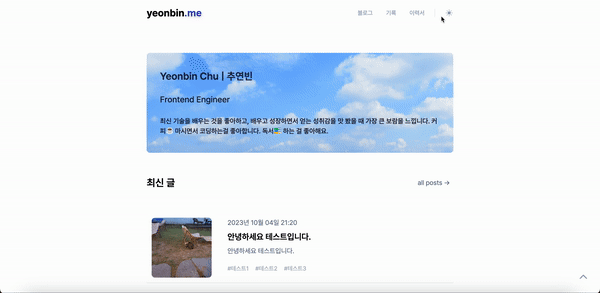 yeonbin.me
블로그 기록 이력서
Yeonbin Chu | 추연빈
Frontend Engineer
최신 기술을 배우는 것을 좋아하고, 배우고 성장하면서 얻는 성취감을 맛 봤을 때 가장 큰 보람을 느낍니다. 커
피☕ 마시면서 코딩하는걸 좋아합니다. 독서📚 하는 걸 좋아해요.
최신 글
all posts →
2023년 10월 04일 21:20
안녕하세요 테스트입니다.
안녕하세요 테스트입니다.
#테스트1 #테스트2 #테스트3